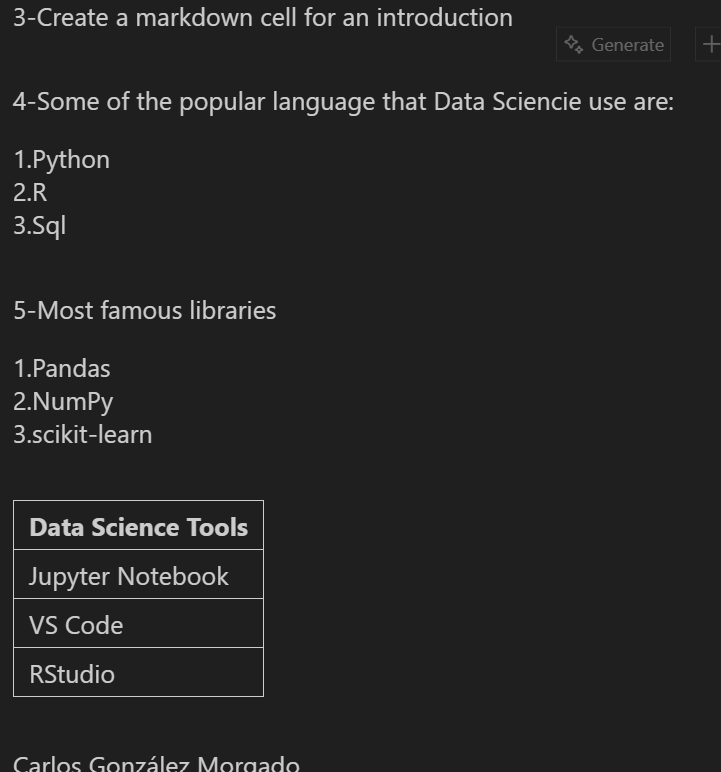 3-Create a markdown cell for an introduction
Generate
4-Some of the popular language that Data Sciencie use are:
1.Python
2.R
3.Sql
5-Most famous libraries
1.Pandas
2.NumPy
3.scikit-learn
Data Science Tools
Jupyter Notebook
VS Code
RStudio
Carlos González Morgado